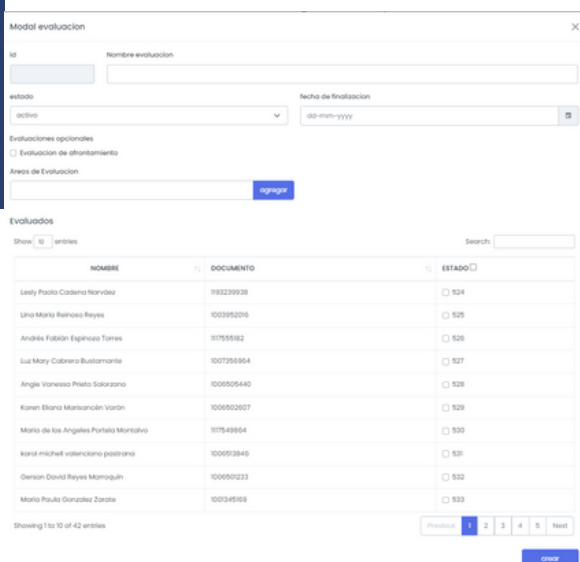 Modal evaluacion ×
id Nombre evaluacion
estado fecha de finalizacion
activo dd-mm-yyyy
Evaluaciones opcionales
Evaluacion de afrontamiento
Areas de Evaluacion
agregar
Evaluados
Show 10 entries Search:
NOMBRE DOCUMENTO ESTADO
Lesly Paola Cadena Narváez 1193239938 524
Lina María Reinoso Reyes 1003952016 525
Andrés Fabián Espinoza Torres 1117555182 526
Luz Mary Cabrera Bustamante 1007356964 527
Angie Vanessa Prieto Solorzano 1006505440 528
Karen Eliana Marisancén Varón 1006502607 529
María de los Angeles Portela Montalvo 1117549864 530
karol michell valenciano pastrana 1006513846 531
Gerson David Reyes Marroquín 1006501233 532
María Paula Gonzalez Zarate 1001345169 533
Showing 1 to 10 of 42 entries Previous 1 2 3 4 5 Next
crear